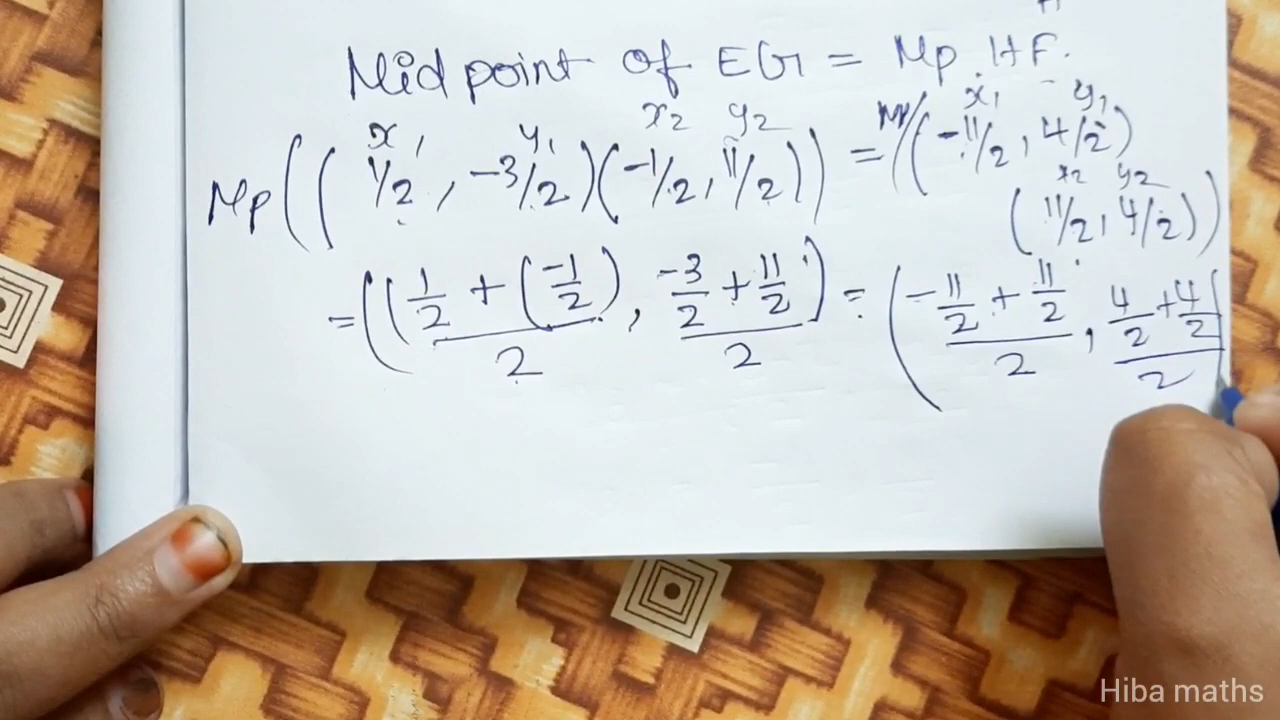 Midpoint of EG = Mp HF.
x₁ y₁ x₂ y₂ x₁ y₁
Mp((1/2, -3/2)(-1/2, 11/2)) = Mp((-11/2, 4/2)
x₂ y₂
(11/2, 4/2))
= ((1/2 + (-1/2)/2, -3/2 + 11/2/2) = (-11/2 + 11/2/2, 4/2 + 4/2/2)
Hiba maths